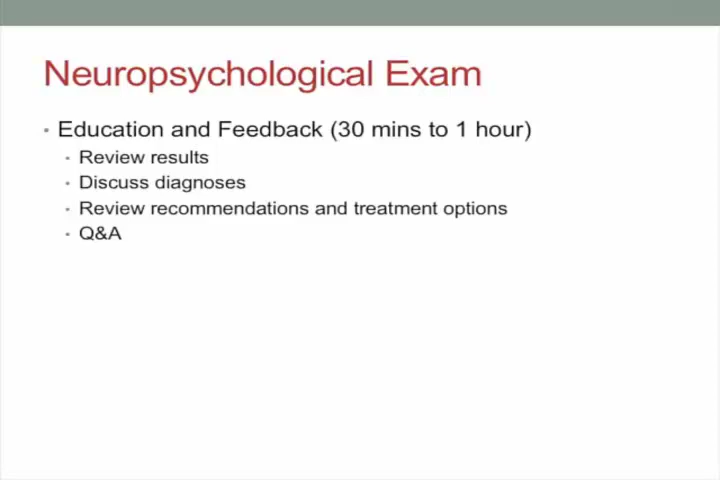 Neuropsychological Exam
• Education and Feedback (30 mins to 1 hour)
• Review results
• Discuss diagnoses
• Review recommendations and treatment options
• Q&A